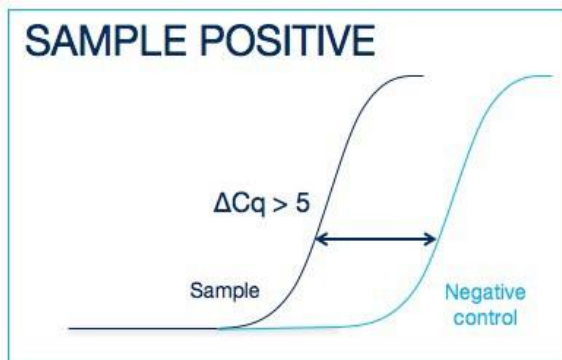 SAMPLE POSITIVE
ΔCq > 5
Sample
Negative
control